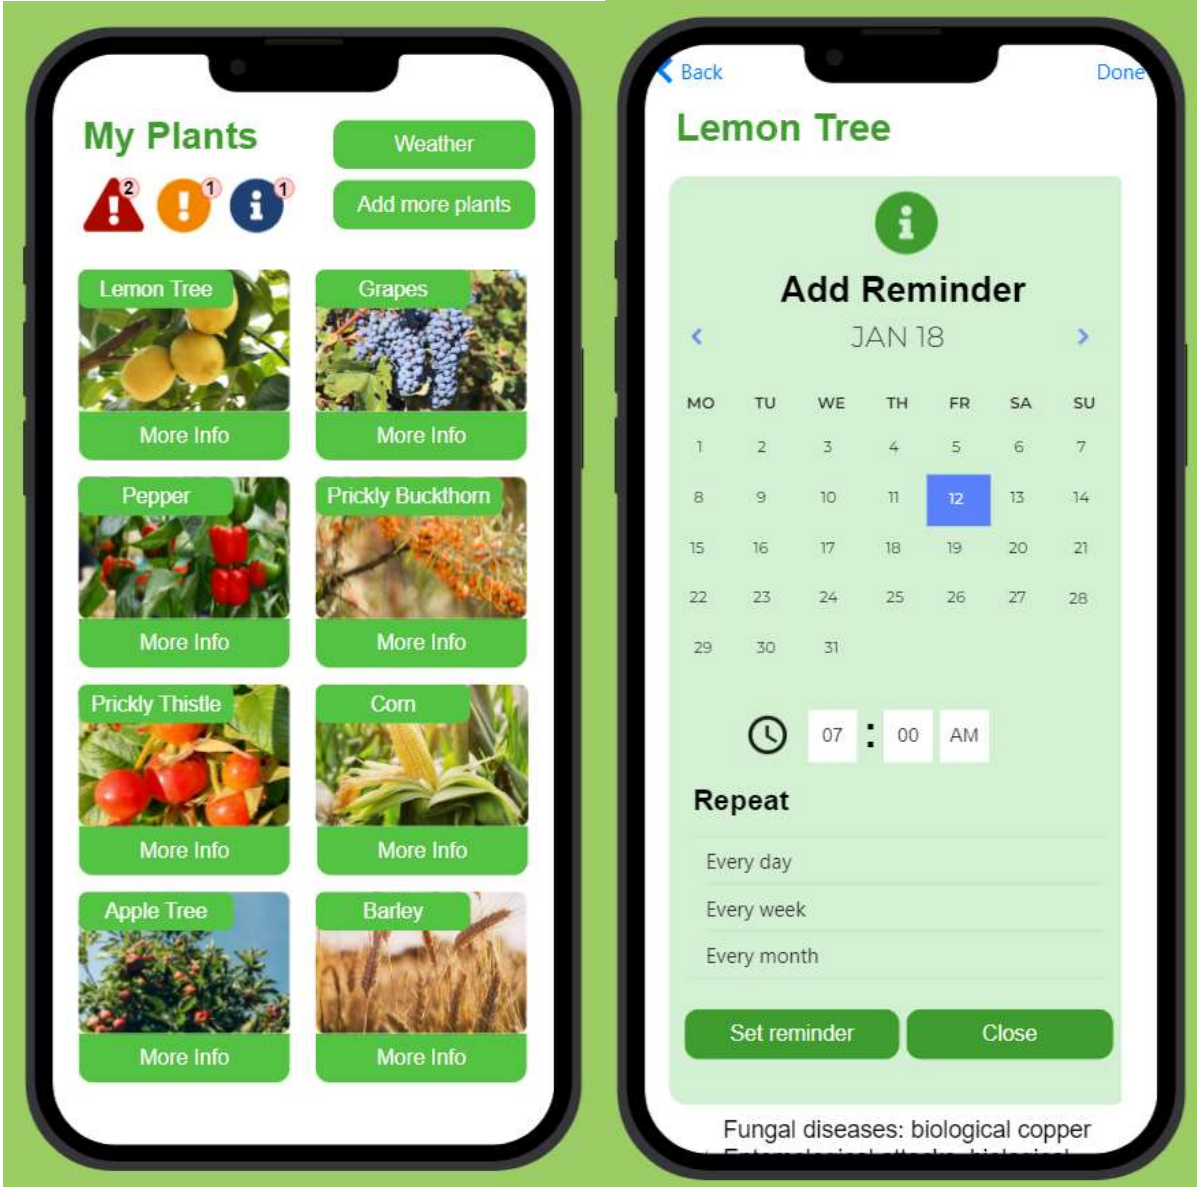 My Plants
Weather
2
1
1
Add more plants
Lemon Tree
Grapes
More Info
More Info
Pepper
Prickly Buckthorn
More Info
More Info
Prickly Thistle
Corn
More Info
More Info
Apple Tree
Barley
More Info
More Info
Back
Done
Lemon Tree
Add Reminder
JAN 18
MO TU WE TH FR SA SU
1 2 3 4 5 6 7
8 9 10 11 12 13 14
15 16 17 18 19 20 21
22 23 24 25 26 27 28
29 30 31
07 : 00 AM
Repeat
Every day
Every week
Every month
Set reminder
Close
Fungal diseases: biological copper